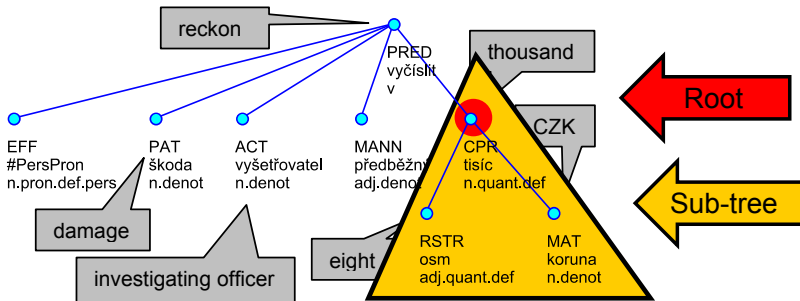 reckon
PRED
vyčíslit
v
thousand
Root
EFF
#PersPron
n.pron.def.pers
PAT
škoda
n.denot
ACT
vyšetřovatel
n.denot
MANN
předběžný
adj.denot
CPR
tisíc
n.quant.def
CZK
Sub-tree
damage
investigating officer
eight
RSTR
osm
adj.quant.def
MAT
koruna
n.denot